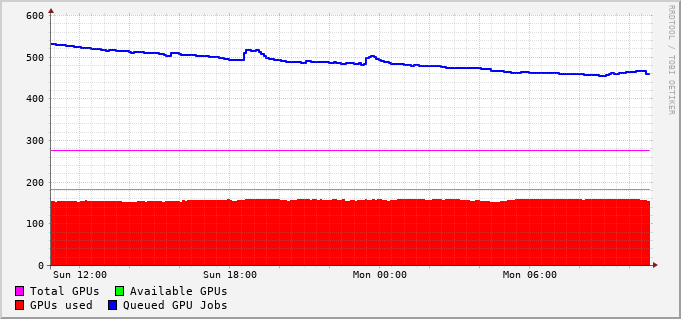 600
500
400
300
200
100
0
Sun 12:00 Sun 18:00 Mon 00:00 Mon 06:00
Total GPUs Available GPUs
GPUs used Queued GPU Jobs
RRDTOOL / TOBI OETIKER